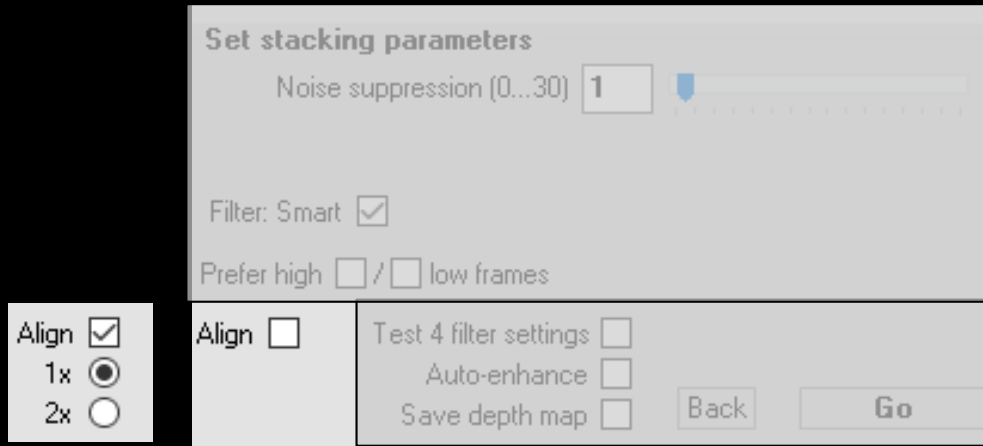 Set stacking parameters
Noise suppression (0...30) 1
Filter: Smart
Prefer high / low frames
Align
1x
2x
Align
Test 4 filter settings
Auto-enhance
Save depth map
Back
Go